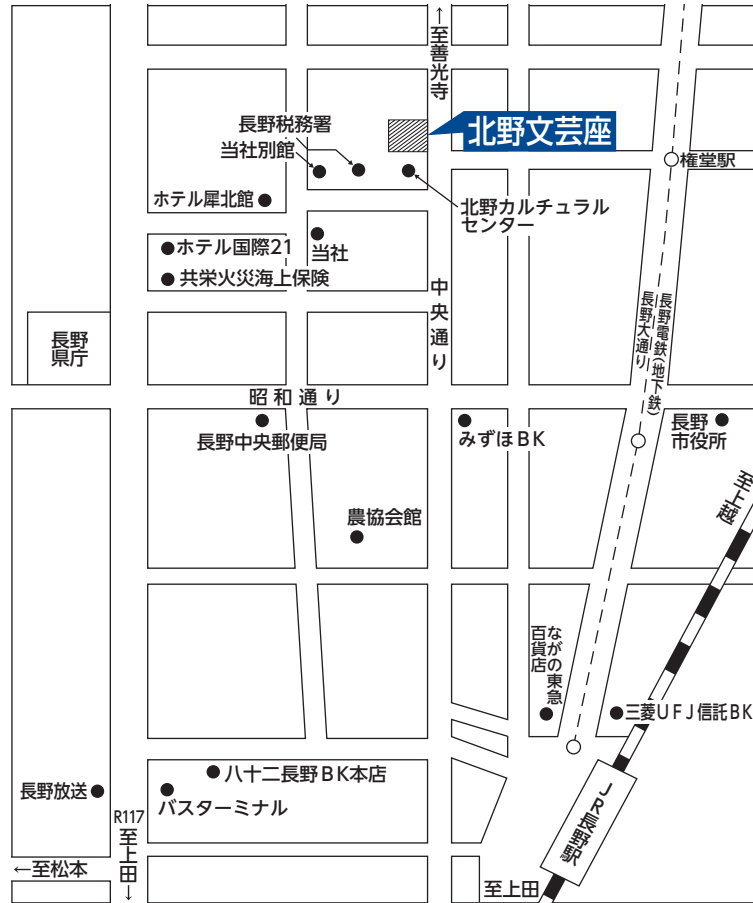 ↑至善光寺
長野税務署
当社別館
北野文芸座
権堂駅
ホテル犀北館
北野カルチュラル
センター
ホテル国際21
当社
共栄火災海上保険
中央通り
長野電鉄(地下鉄)
長野大通り
長野
県庁
昭和通り
長野中央郵便局
みずほBK
長野
市役所
至上越
農協会館
ながの東急
百貨店
三菱UFJ信託BK
八十二長野BK本店
長野放送
バスターミナル
JR長野駅
R117
至上田↓
←至松本
至上田